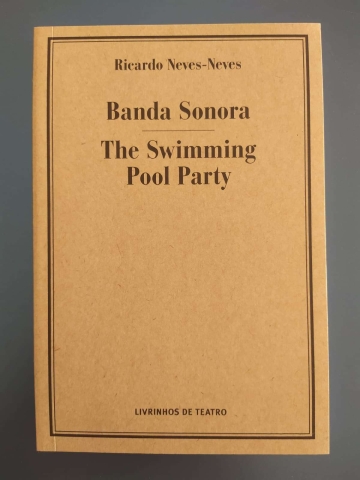 Ricardo Neves-Neves
Banda Sonora
The Swimming
Pool Party
LIVRINHOS DE TEATRO